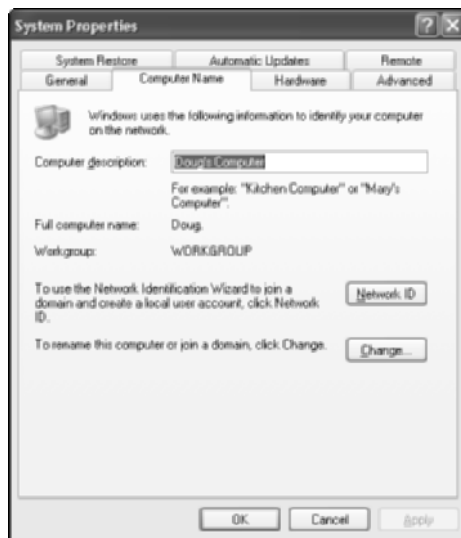 System Properties
System Restore Automatic Updates Remote
General Computer Name Hardware Advanced
Windows uses the following information to identify your computer
on the network.
Computer description: Doug's Computer
For example: "Kitchen Computer" or "Mary's
Computer".
Full computer name: Doug.
Workgroup: WORKGROUP
To use the Network Identification Wizard to join a
domain and create a local user account, click Network
ID.
Network ID
To rename this computer or join a domain, click Change.
Change...
OK Cancel Apply